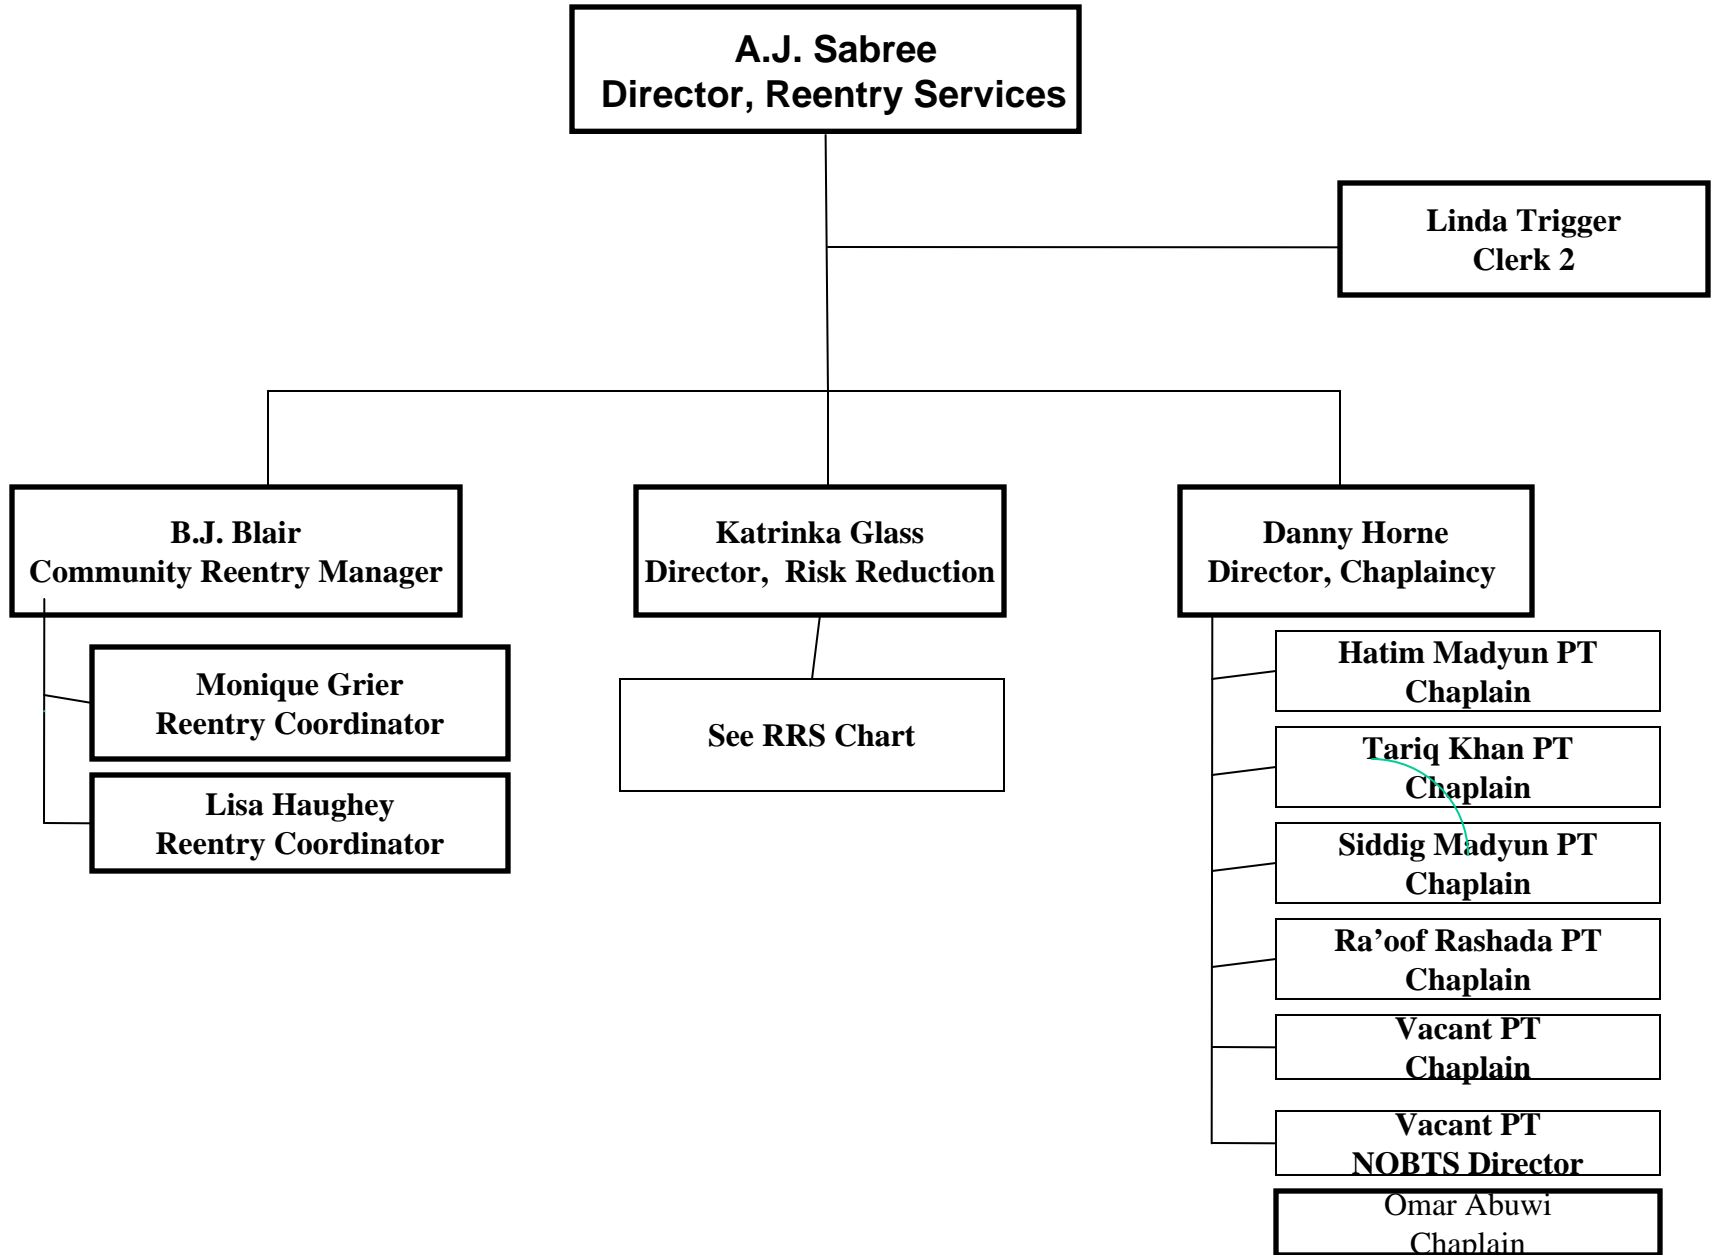 A.J. Sabree
Director, Reentry Services
Linda Trigger
Clerk 2
B.J. Blair
Community Reentry Manager
Monique Grier
Reentry Coordinator
Lisa Haughey
Reentry Coordinator
Katrinka Glass
Director, Risk Reduction
See RRS Chart
Danny Horne
Director, Chaplaincy
Hatim Madyun PT
Chaplain
Tariq Khan PT
Chaplain
Siddig Madyun PT
Chaplain
Ra’oof Rashada PT
Chaplain
Vacant PT
Chaplain
Vacant PT
NOBTS Director
Omar Abuwi
Chaplain